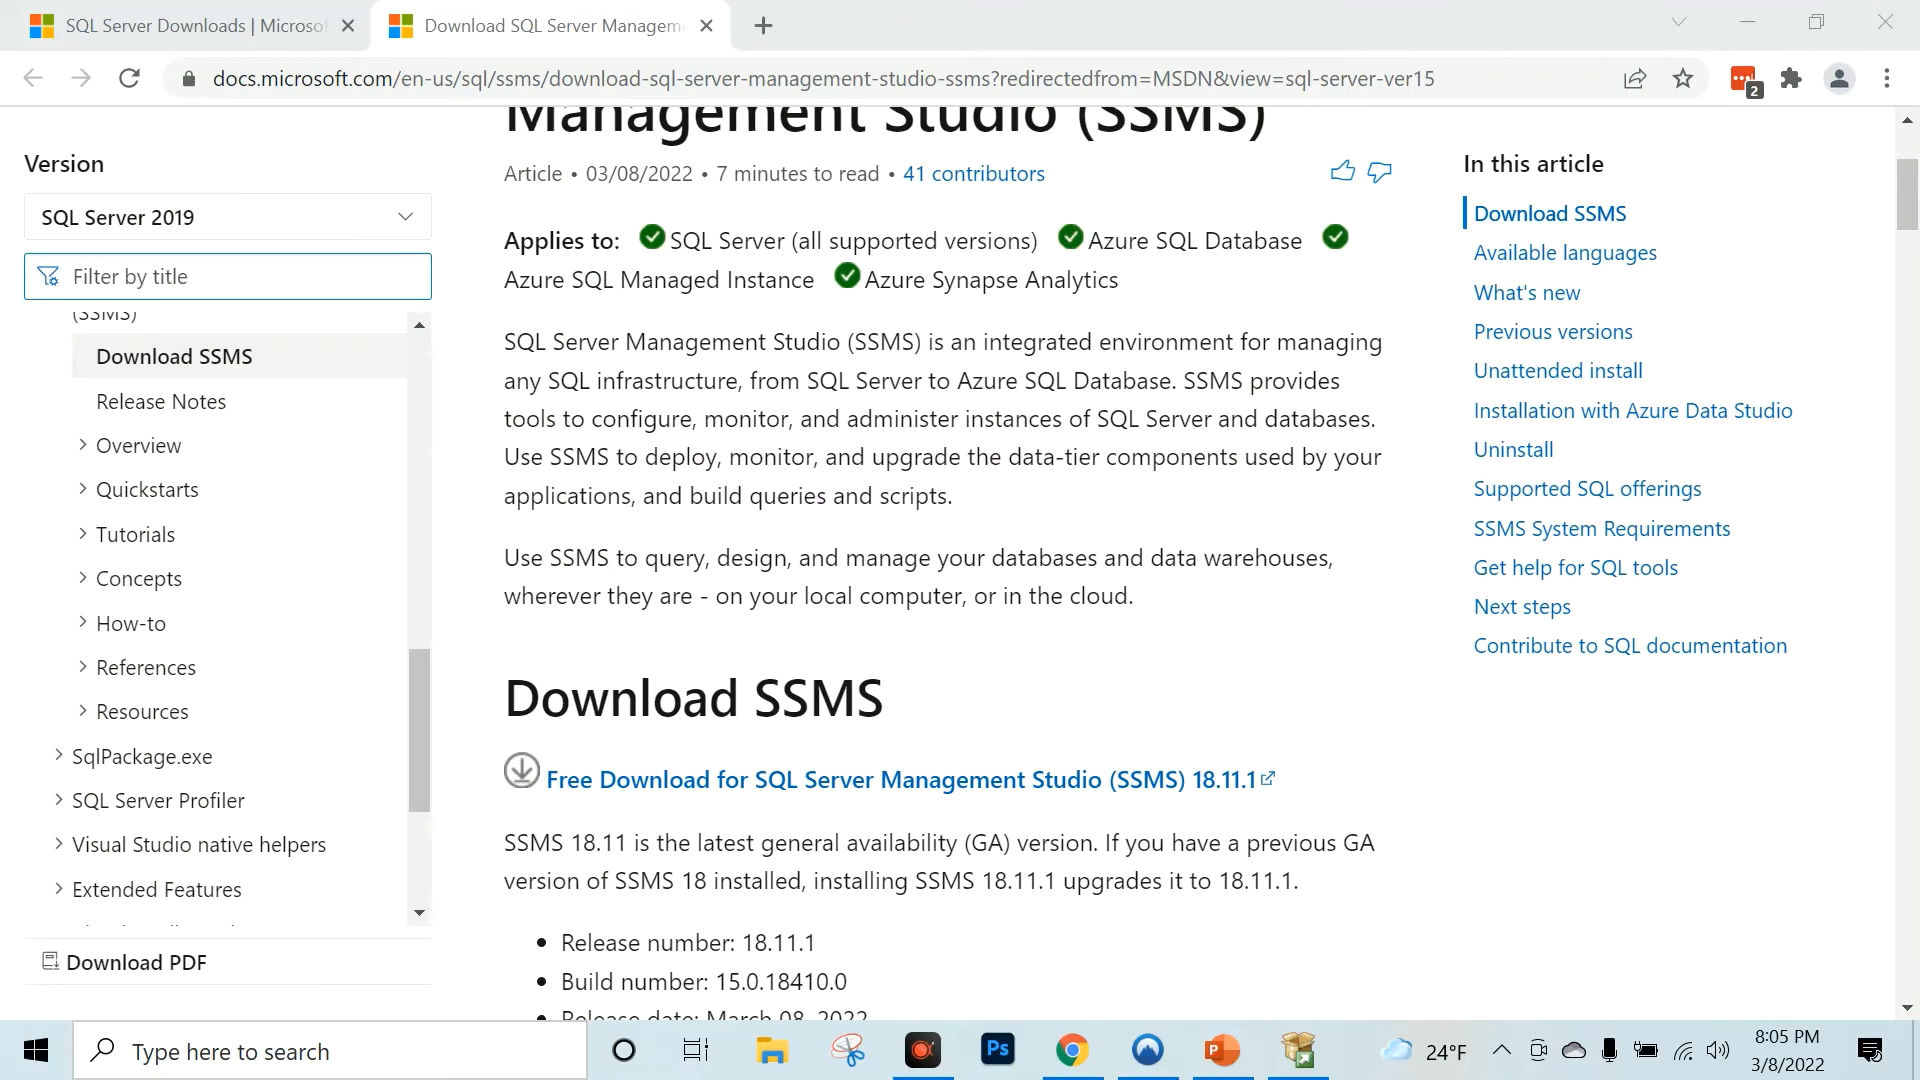 SQL Server Downloads | Microso
Download SQL Server Managem
docs.microsoft.com/en-us/sql/ssms/download-sql-server-management-studio-ssms?redirectedfrom=MSDN&view=sql-server-ver15
2
Version
SQL Server 2019
Filter by title
(SSMS)
Download SSMS
Release Notes
Overview
Quickstarts
Tutorials
Concepts
How-to
References
Resources
SqlPackage.exe
SQL Server Profiler
Visual Studio native helpers
Extended Features
Download PDF
Management Studio (SSMS)
Article • 03/08/2022 • 7 minutes to read • 41 contributors
Applies to: SQL Server (all supported versions) Azure SQL Database
Azure SQL Managed Instance Azure Synapse Analytics
SQL Server Management Studio (SSMS) is an integrated environment for managing
any SQL infrastructure, from SQL Server to Azure SQL Database. SSMS provides
tools to configure, monitor, and administer instances of SQL Server and databases.
Use SSMS to deploy, monitor, and upgrade the data-tier components used by your
applications, and build queries and scripts.
Use SSMS to query, design, and manage your databases and data warehouses,
wherever they are - on your local computer, or in the cloud.
Download SSMS
Free Download for SQL Server Management Studio (SSMS) 18.11.1
SSMS 18.11 is the latest general availability (GA) version. If you have a previous GA
version of SSMS 18 installed, installing SSMS 18.11.1 upgrades it to 18.11.1.
• Release number: 18.11.1
• Build number: 15.0.18410.0
• Release date: March 08, 2022
In this article
Download SSMS
Available languages
What's new
Previous versions
Unattended install
Installation with Azure Data Studio
Uninstall
Supported SQL offerings
SSMS System Requirements
Get help for SQL tools
Next steps
Contribute to SQL documentation
Type here to search
Ps
P
24°F
8:05 PM
3/8/2022